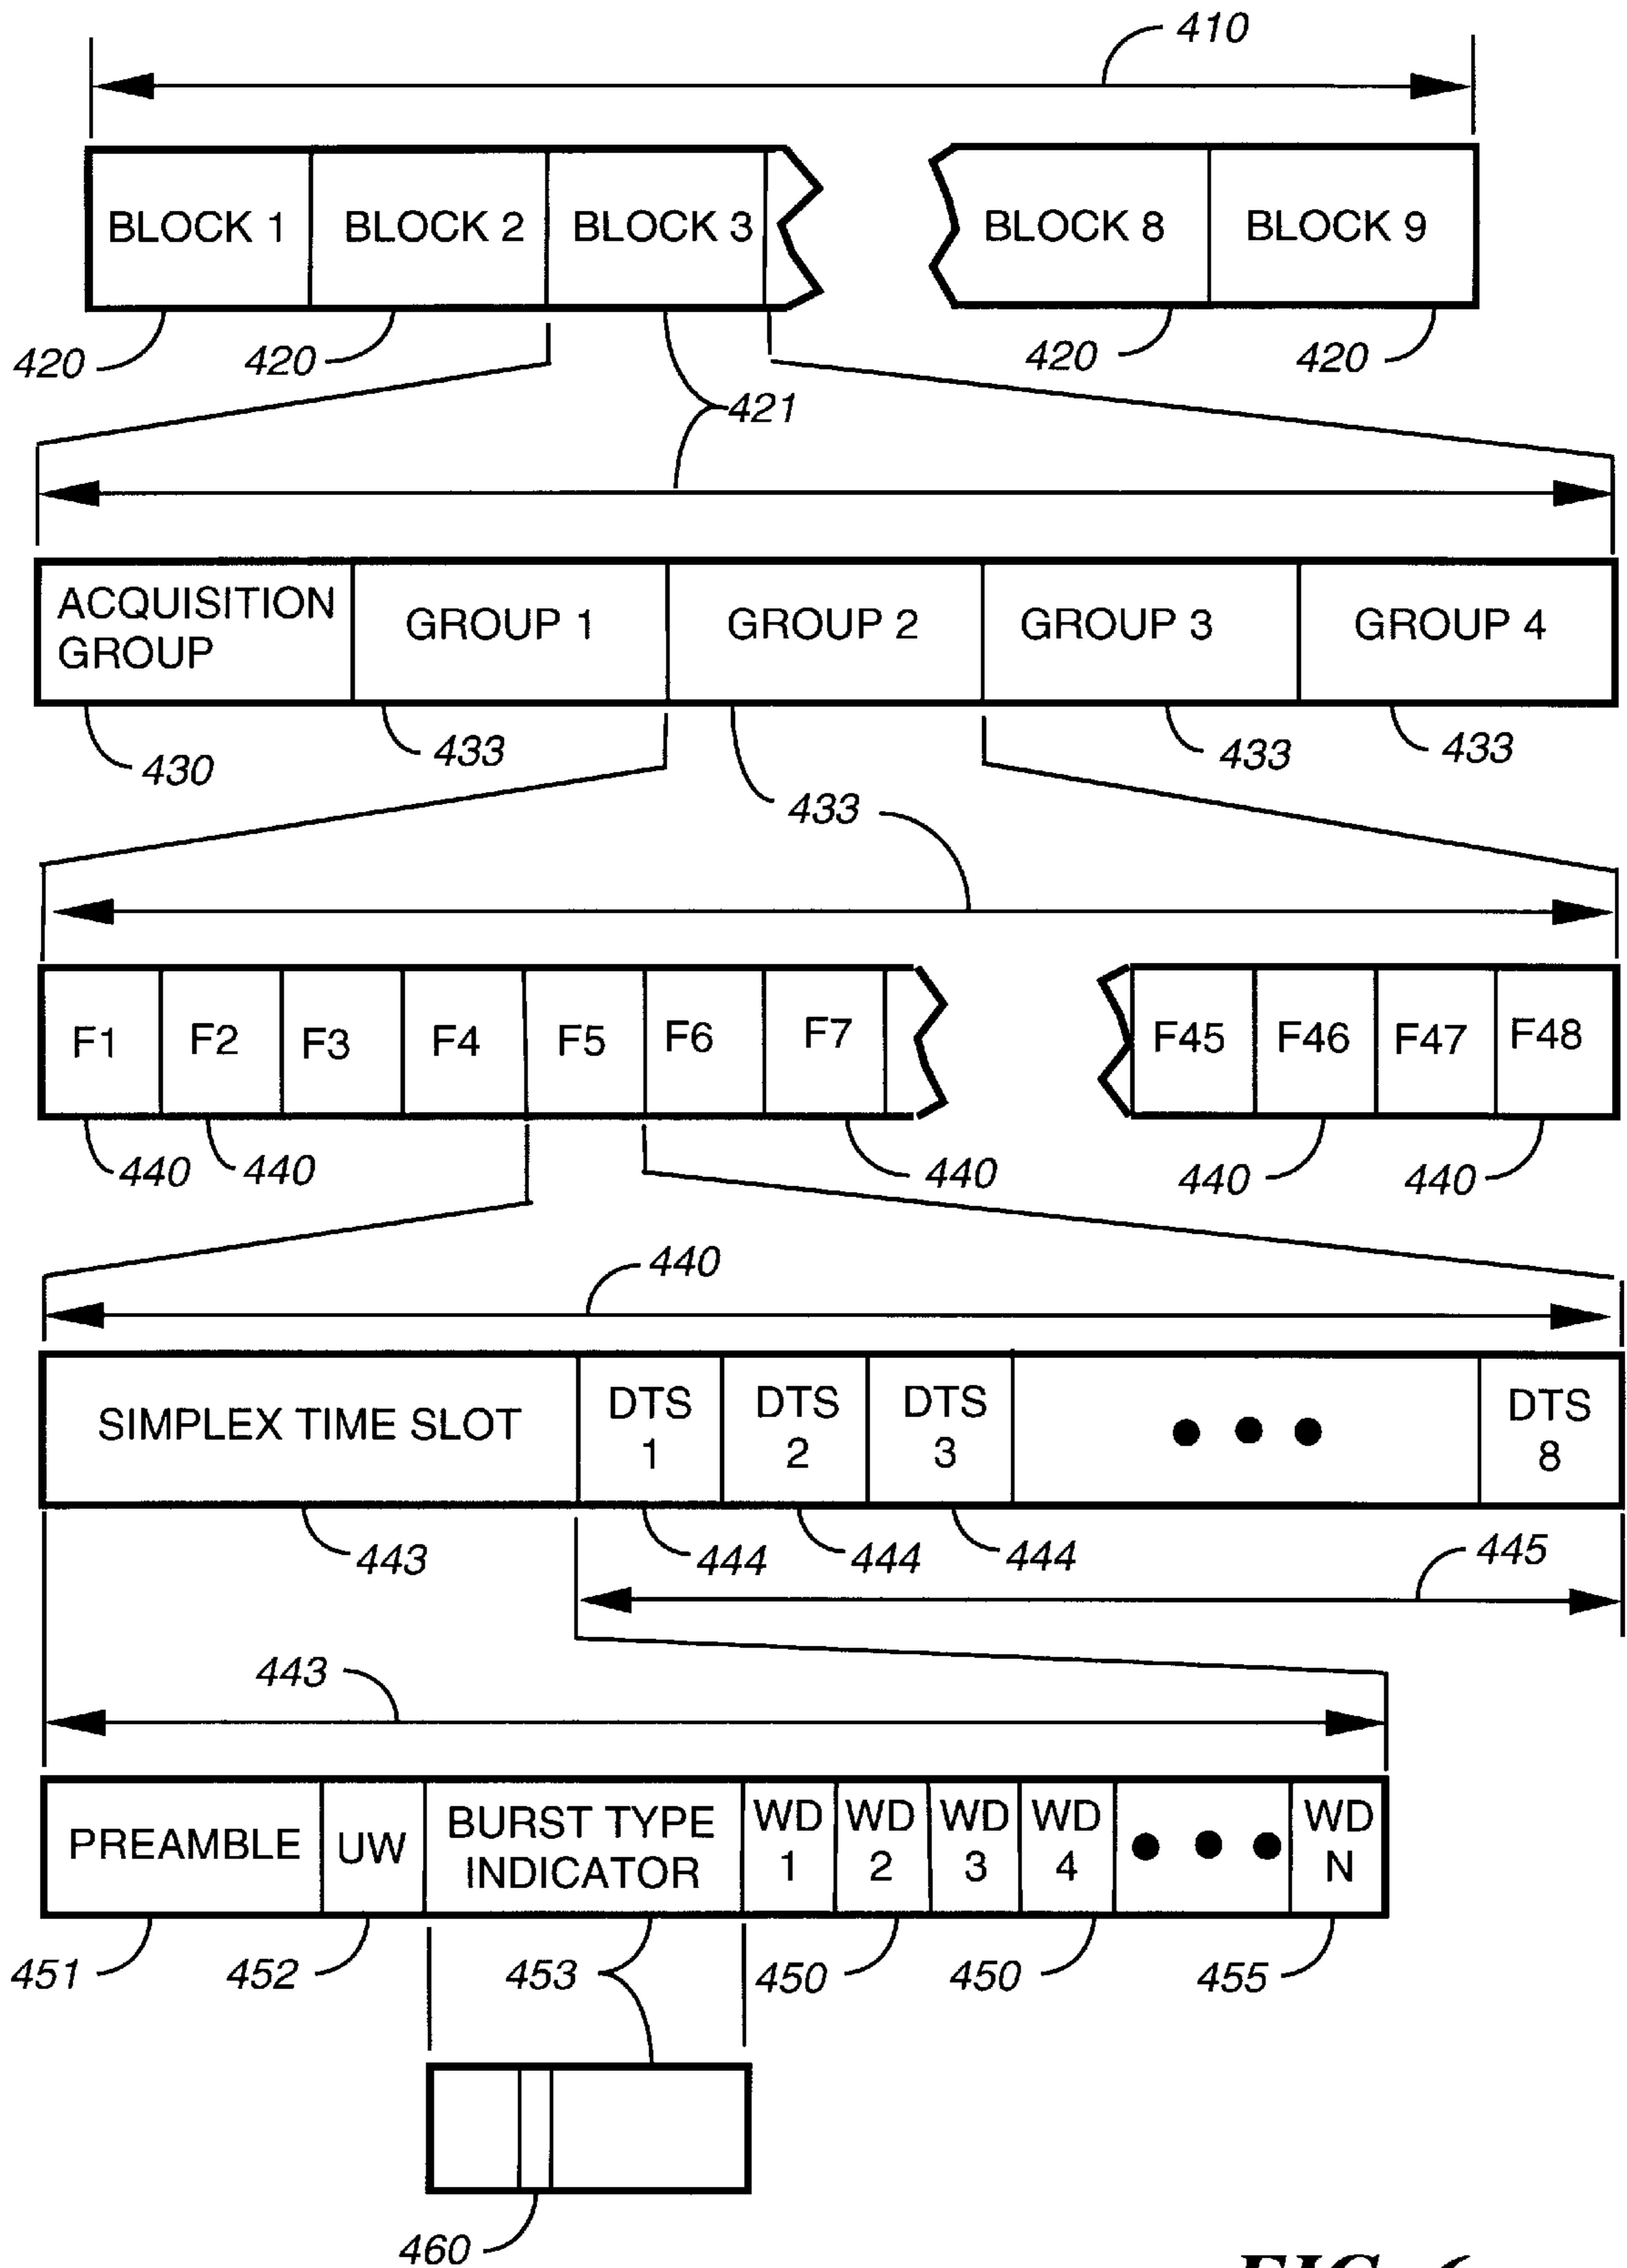 410
BLOCK 1 BLOCK 2 BLOCK 3 BLOCK 8 BLOCK 9
420 420 420 420
421
ACQUISITION
GROUP
GROUP 1 GROUP 2 GROUP 3 GROUP 4
430 433 433 433
433
F1 F2 F3 F4 F5 F6 F7 F45 F46 F47 F48
440 440 440 440 440
440
SIMPLEX TIME SLOT
DTS
1
DTS
2
DTS
3
DTS
8
443 444 444 444 445
443
PREAMBLE UW
BURST TYPE
INDICATOR
WD
1
WD
2
WD
3
WD
4
WD
N
451 452 453 450 450 455
460
FIG. 6